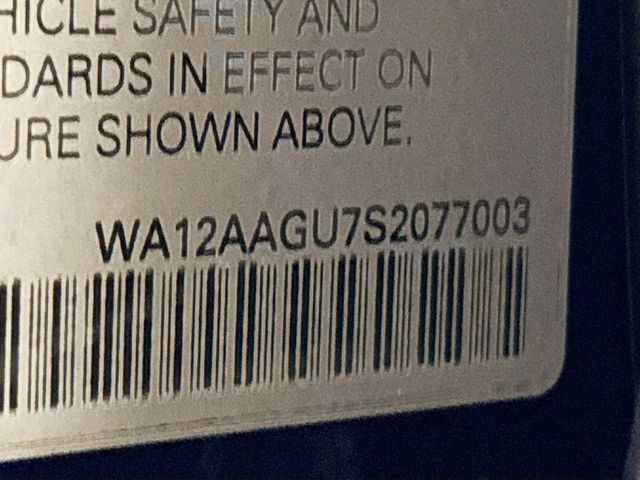 HICLE SAFETY AND
DARDS IN EFFECT ON
URE SHOWN ABOVE.
WA12AAGU7S2077003